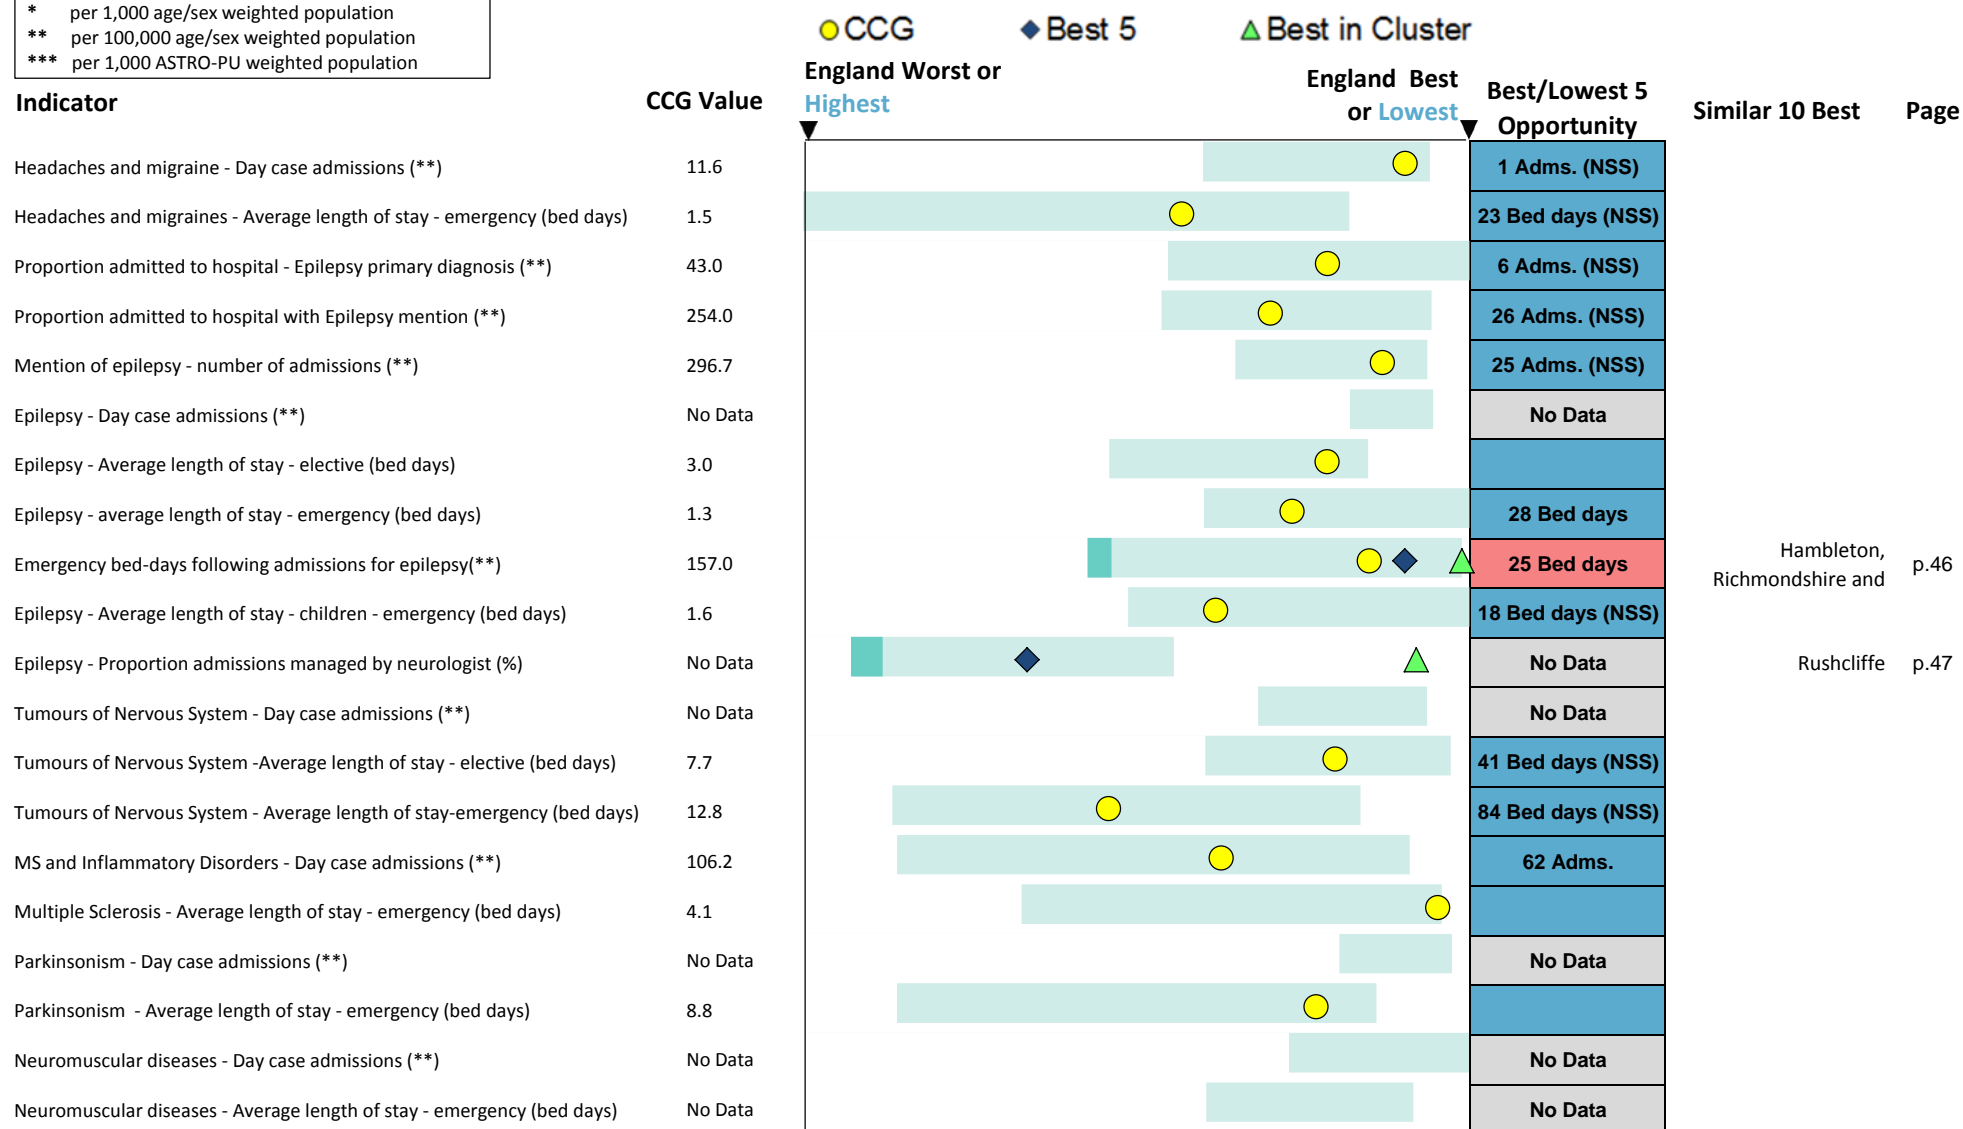 * per 1,000 age/sex weighted population
** per 100,000 age/sex weighted population
*** per 1,000 ASTRO-PU weighted population
CCG Best 5 Best in Cluster
Indicator CCG Value England Worst or Highest England Best or Lowest Best/Lowest 5 Opportunity Similar 10 Best Page
Headaches and migraine - Day case admissions (**) 11.6 1 Adms. (NSS)
Headaches and migraines - Average length of stay - emergency (bed days) 1.5 23 Bed days (NSS)
Proportion admitted to hospital - Epilepsy primary diagnosis (**) 43.0 6 Adms. (NSS)
Proportion admitted to hospital with Epilepsy mention (**) 254.0 26 Adms. (NSS)
Mention of epilepsy - number of admissions (**) 296.7 25 Adms. (NSS)
Epilepsy - Day case admissions (**) No Data No Data
Epilepsy - Average length of stay - elective (bed days) 3.0
Epilepsy - average length of stay - emergency (bed days) 1.3 28 Bed days
Emergency bed-days following admissions for epilepsy(**) 157.0 25 Bed days Hambleton, Richmondshire and p.46
Epilepsy - Average length of stay - children - emergency (bed days) 1.6 18 Bed days (NSS)
Epilepsy - Proportion admissions managed by neurologist (%) No Data No Data Rushcliffe p.47
Tumours of Nervous System - Day case admissions (**) No Data No Data
Tumours of Nervous System -Average length of stay - elective (bed days) 7.7 41 Bed days (NSS)
Tumours of Nervous System - Average length of stay-emergency (bed days) 12.8 84 Bed days (NSS)
MS and Inflammatory Disorders - Day case admissions (**) 106.2 62 Adms.
Multiple Sclerosis - Average length of stay - emergency (bed days) 4.1
Parkinsonism - Day case admissions (**) No Data No Data
Parkinsonism - Average length of stay - emergency (bed days) 8.8
Neuromuscular diseases - Day case admissions (**) No Data No Data
Neuromuscular diseases - Average length of stay - emergency (bed days) No Data No Data